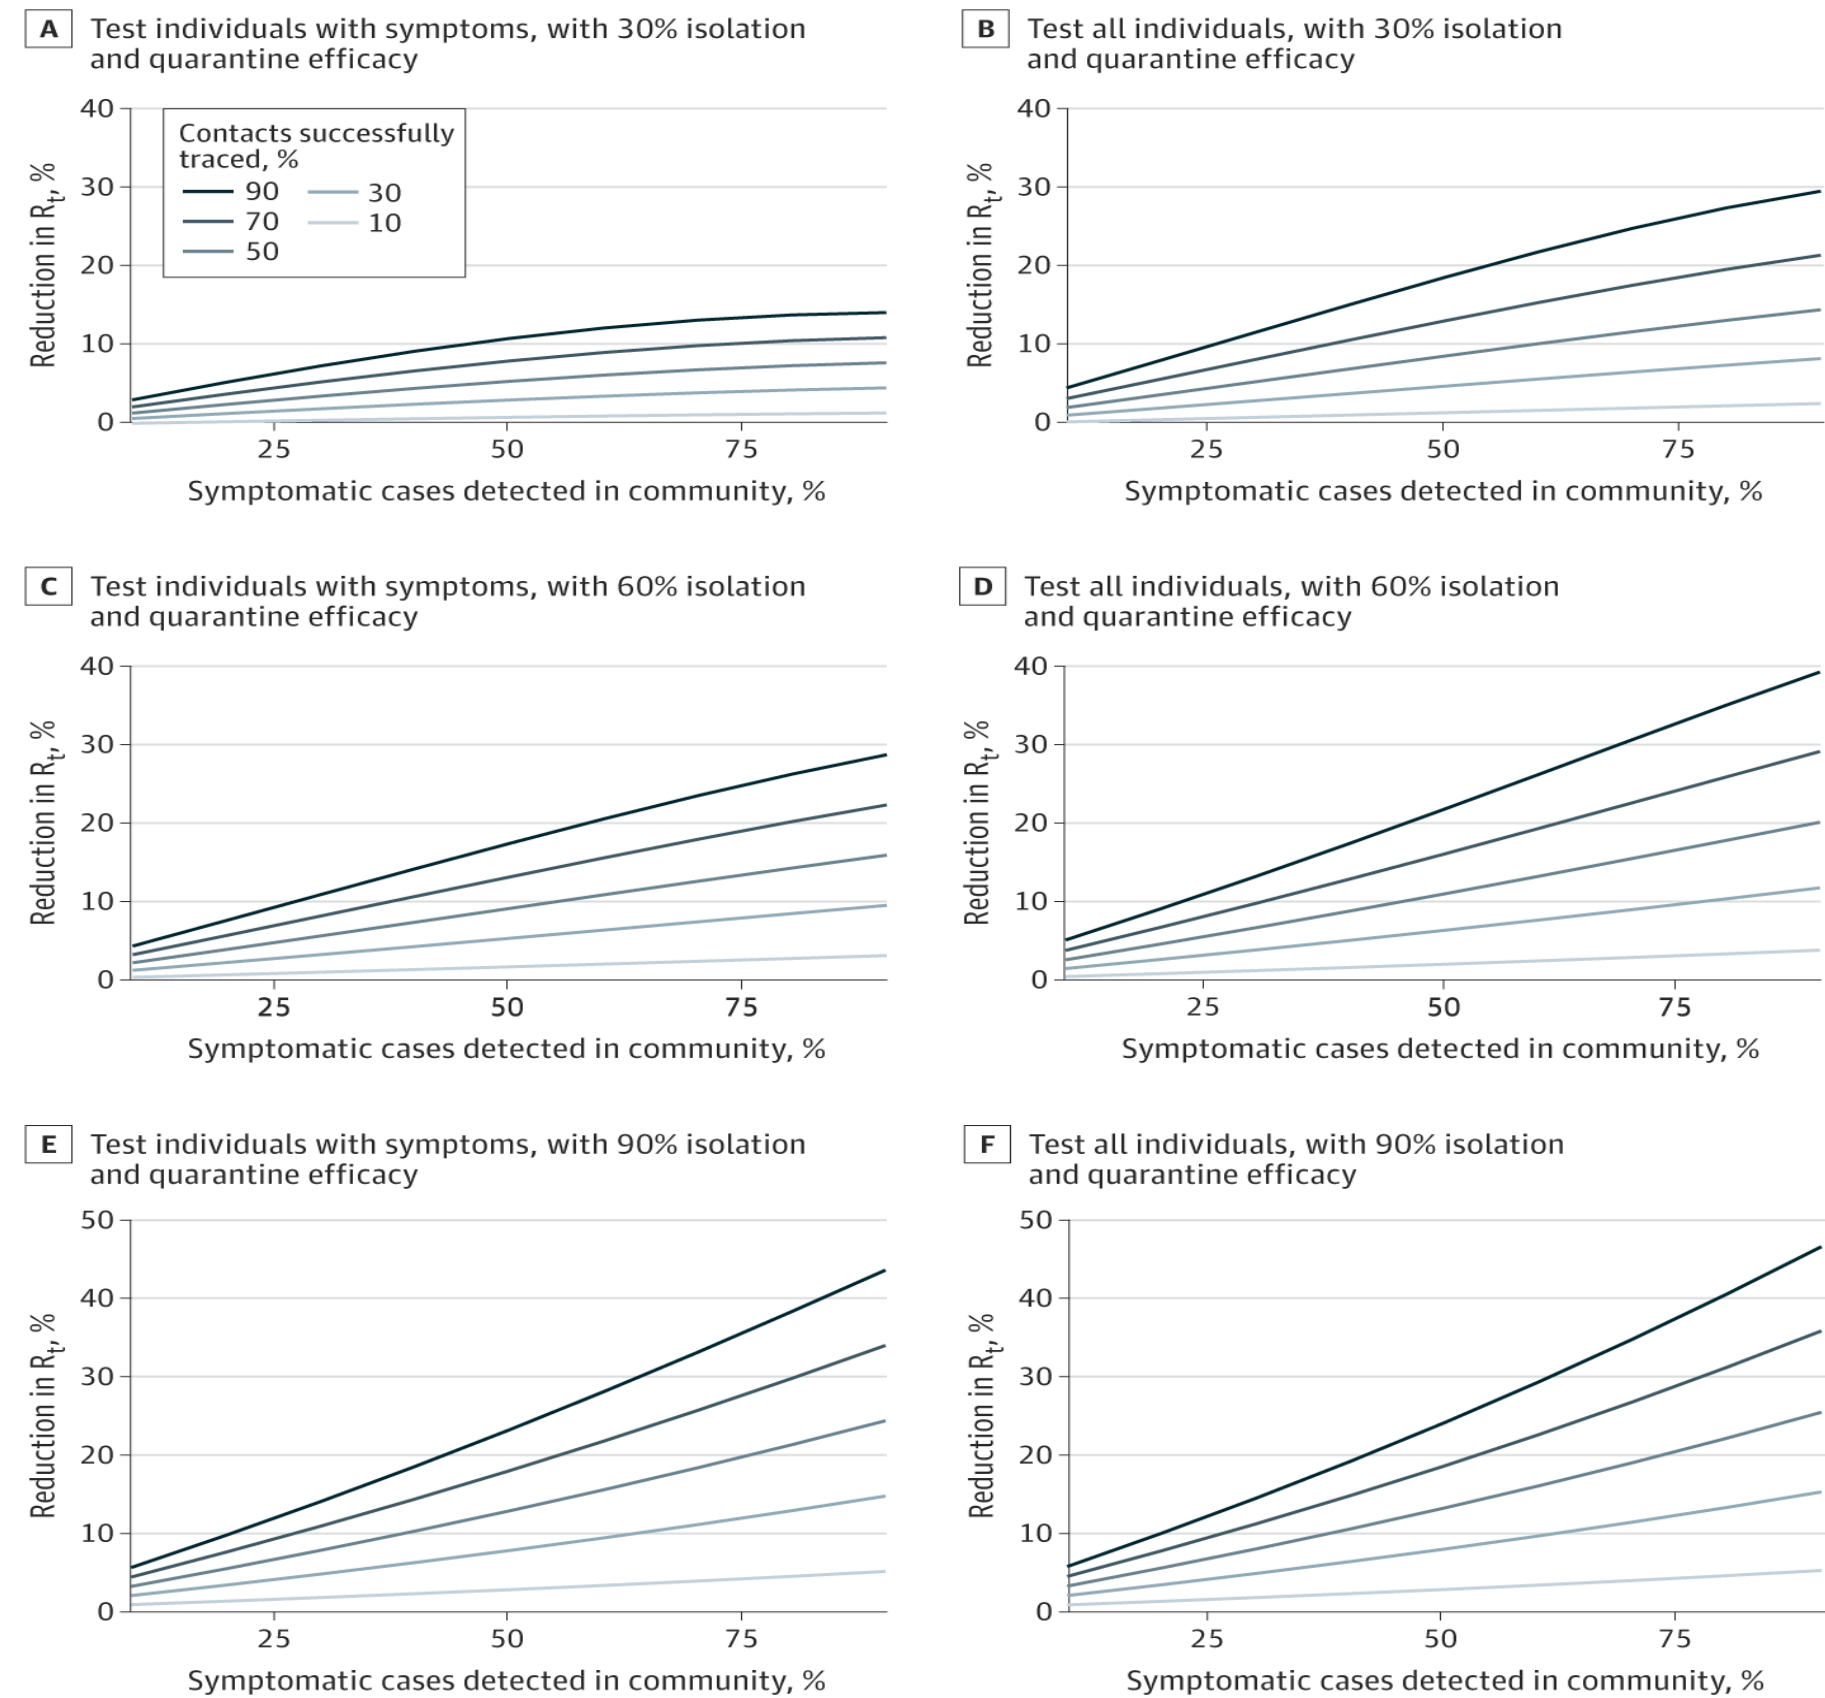 A Test individuals with symptoms, with 30% isolation
and quarantine efficacy
40
30
20
10
0
Reduction in Rt, %
Contacts successfully
traced, %
90 30
70 10
50
25 50 75
Symptomatic cases detected in community, %
B Test all individuals, with 30% isolation
and quarantine efficacy
40
30
20
10
0
Reduction in Rt, %
25 50 75
Symptomatic cases detected in community, %
C Test individuals with symptoms, with 60% isolation
and quarantine efficacy
40
30
20
10
0
Reduction in Rt, %
25 50 75
Symptomatic cases detected in community, %
D Test all individuals, with 60% isolation
and quarantine efficacy
40
30
20
10
0
Reduction in Rt, %
25 50 75
Symptomatic cases detected in community, %
E Test individuals with symptoms, with 90% isolation
and quarantine efficacy
50
40
30
20
10
0
Reduction in Rt, %
25 50 75
Symptomatic cases detected in community, %
F Test all individuals, with 90% isolation
and quarantine efficacy
50
40
30
20
10
0
Reduction in Rt, %
25 50 75
Symptomatic cases detected in community, %